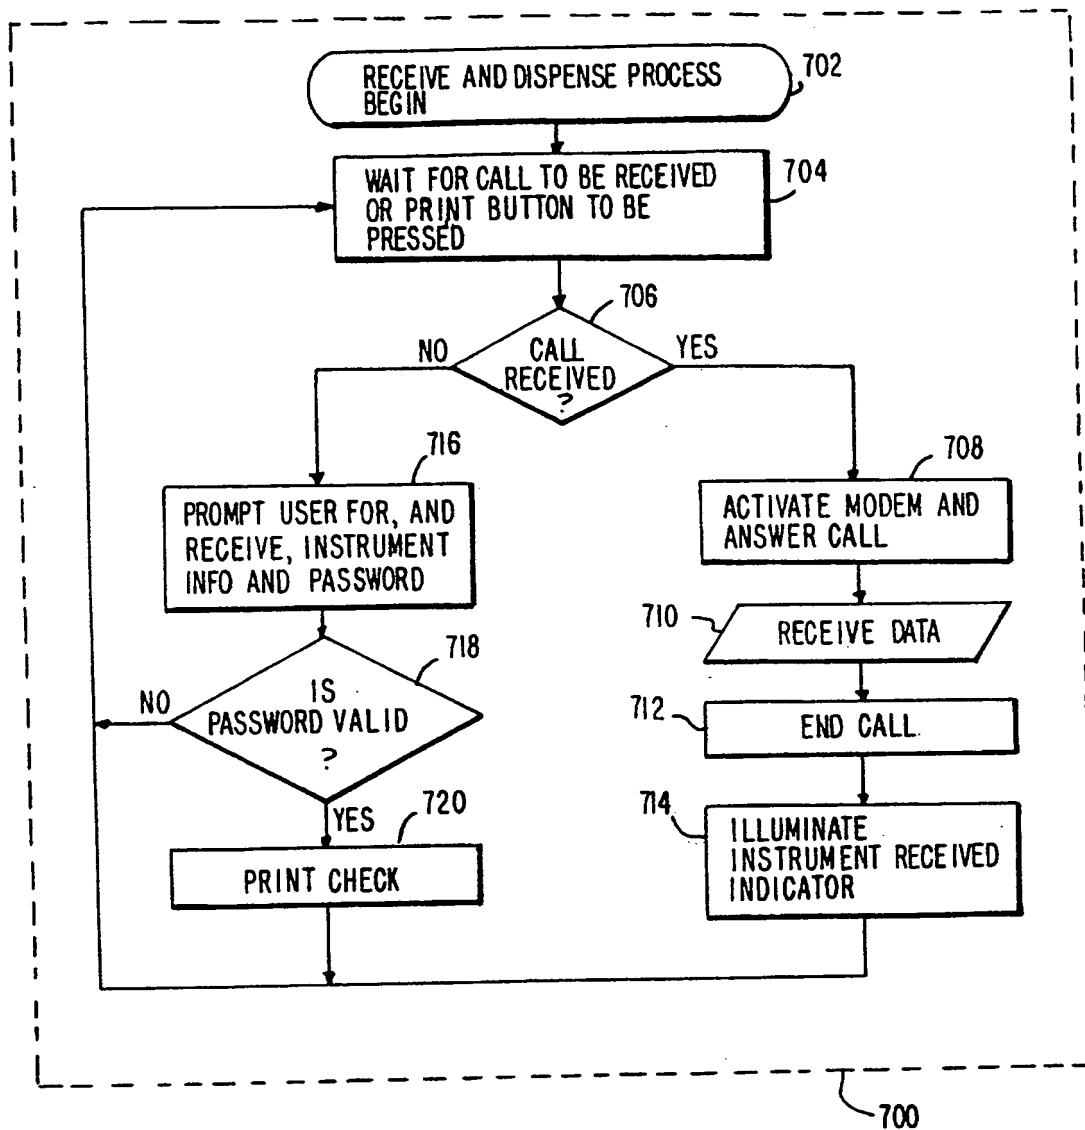 RECEIVE AND DISPENSE PROCESS
BEGIN
702
WAIT FOR CALL TO BE RECEIVED
OR PRINT BUTTON TO BE
PRESSED
704
706
CALL
RECEIVED
?
NO
YES
716
PROMPT USER FOR, AND
RECEIVE, INSTRUMENT
INFO AND PASSWORD
708
ACTIVATE MODEM AND
ANSWER CALL
710
RECEIVE DATA
718
IS
PASSWORD VALID
?
NO
YES
712
END CALL
720
PRINT CHECK
714
ILLUMINATE
INSTRUMENT RECEIVED
INDICATOR
700